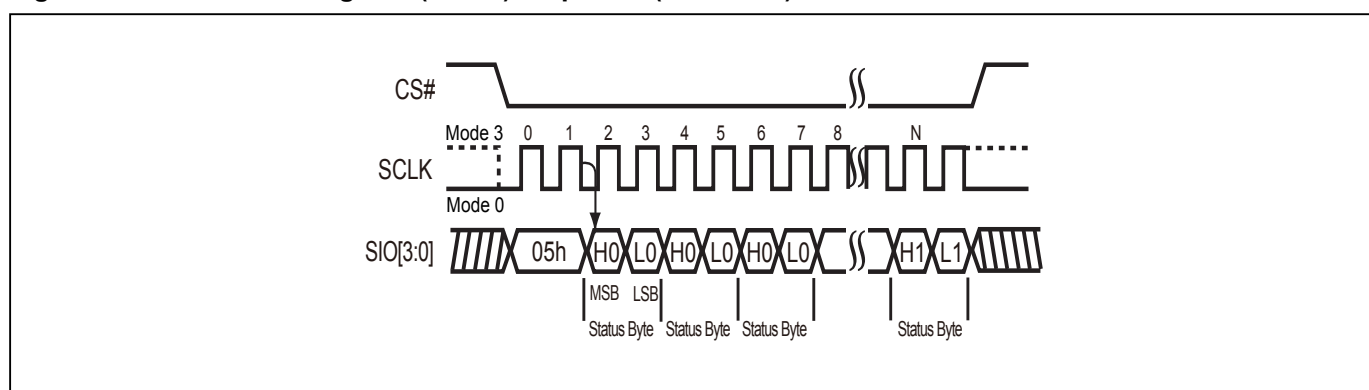 CS#
Mode 3 0 1 2 3 4 5 6 7 8 N
SCLK
Mode 0
SIO[3:0] 05h H0 L0 H0 L0 H0 L0 H1 L1
MSB LSB
Status Byte Status Byte Status Byte Status Byte